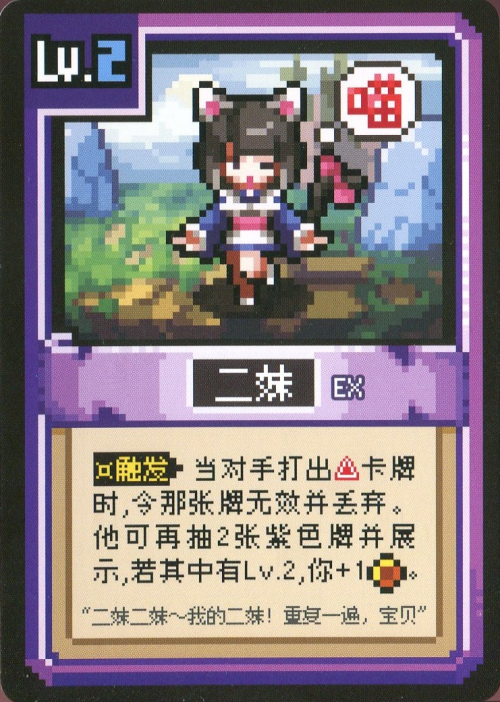 Lv.2
喵
二妹 EX
触发 当对手打出卡牌
时,令那张牌无效并丢弃。
他可再抽2张紫色牌并展
示,若其中有Lv.2,你+1。
“二妹二妹～我的二妹！重复一遍，宝贝”